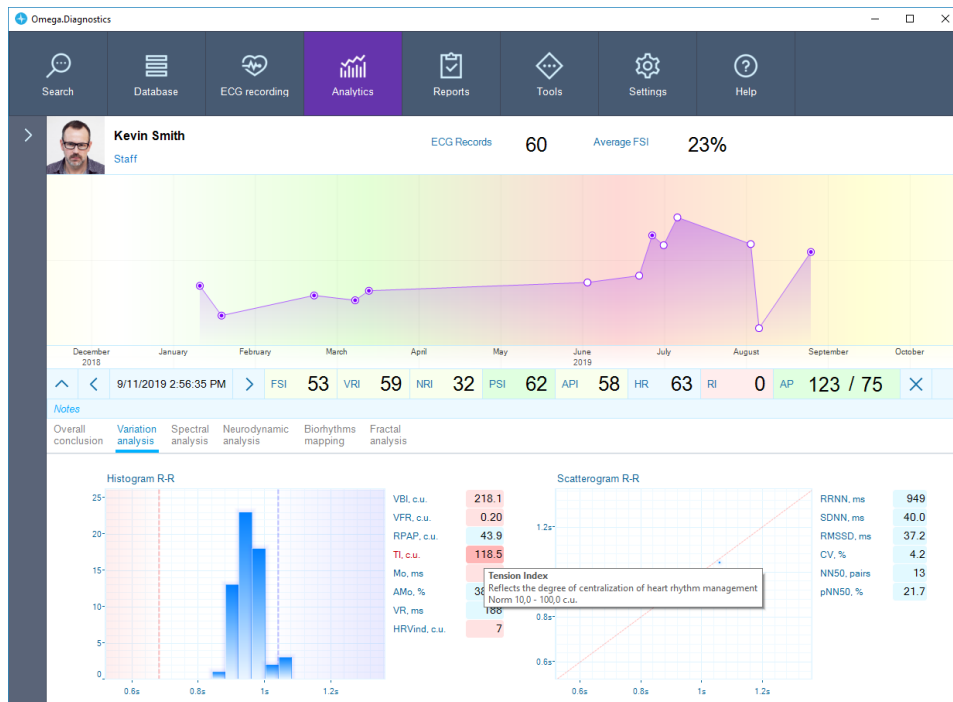 Omega.Diagnostics
Search Database ECG recording Analytics Reports Tools Settings Help
Kevin Smith
Staff
ECG Records 60 Average FSI 23%
December January February March April May June July August September October
2018 2019
9/11/2019 2:56:35 PM FSI 53 VRI 59 NRI 32 PSI 62 API 58 HR 63 RI 0 AP 123 / 75
Notes
Overall conclusion Variation analysis Spectral analysis Neurodynamic analysis Biorhythms mapping Fractal analysis
Histogram R-R
25
20
15
10
5
0
0.6s 0.8s 1s 1.2s
VBI, c.u. 218.1
VFR, c.u. 0.20
RPAP, c.u. 43.9
TI, c.u. 118.5
Mo, ms
AMo, %
VR, ms 188
HRVind, c.u. 7
Tension Index
Reflects the degree of centralization of heart rhythm management
Norm 10,0 - 100,0 c.u.
Scatterogram R-R
1.2s
0.8s
0.6s
0.6s 0.8s 1s 1.2s
RRNN, ms 949
SDNN, ms 40.0
RMSSD, ms 37.2
CV, % 4.2
NN50, pairs 13
pNN50, % 21.7